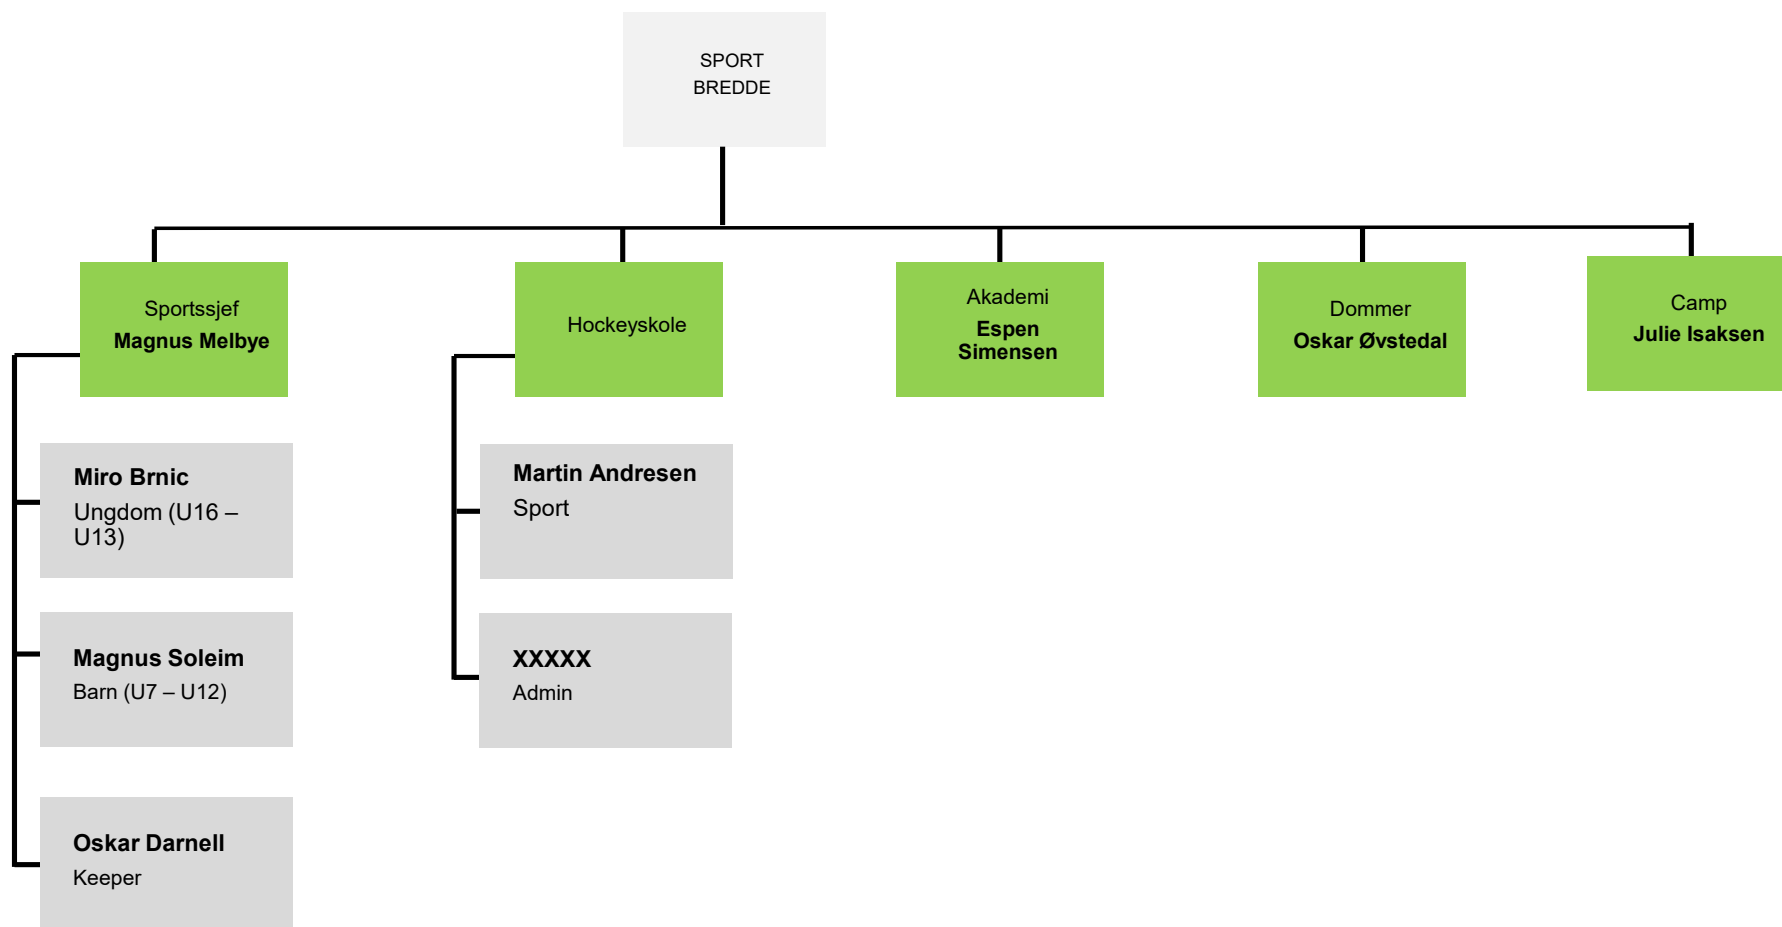 SPORT
BREDDE
Sportssjef
Magnus Melbye
Hockeyskole
Akademi
Espen
Simensen
Dommer
Oskar Øvstedal
Camp
Julie Isaksen
Miro Brnic
Ungdom (U16 –
U13)
Magnus Soleim
Barn (U7 – U12)
Oskar Darnell
Keeper
Martin Andresen
Sport
XXXXX
Admin